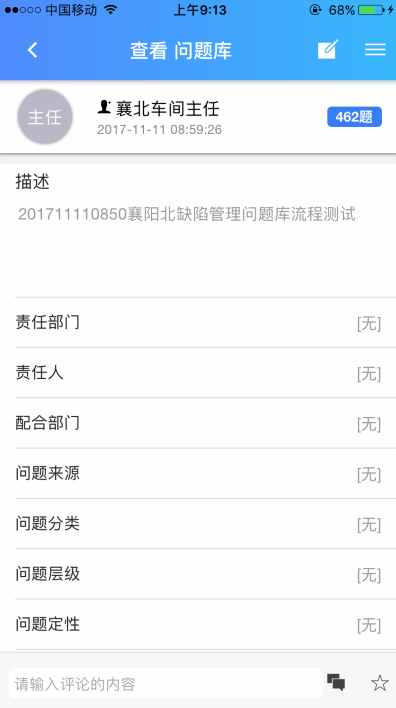 中国移动 上午9:13 68%
查看 问题库
主任 襄北车间主任 462题
2017-11-11 08:59:26
描述
201711110850襄阳北缺陷管理问题库流程测试
责任部门 [无]
责任人 [无]
配合部门 [无]
问题来源 [无]
问题分类 [无]
问题层级 [无]
问题定性 [无]
请输入评论的内容